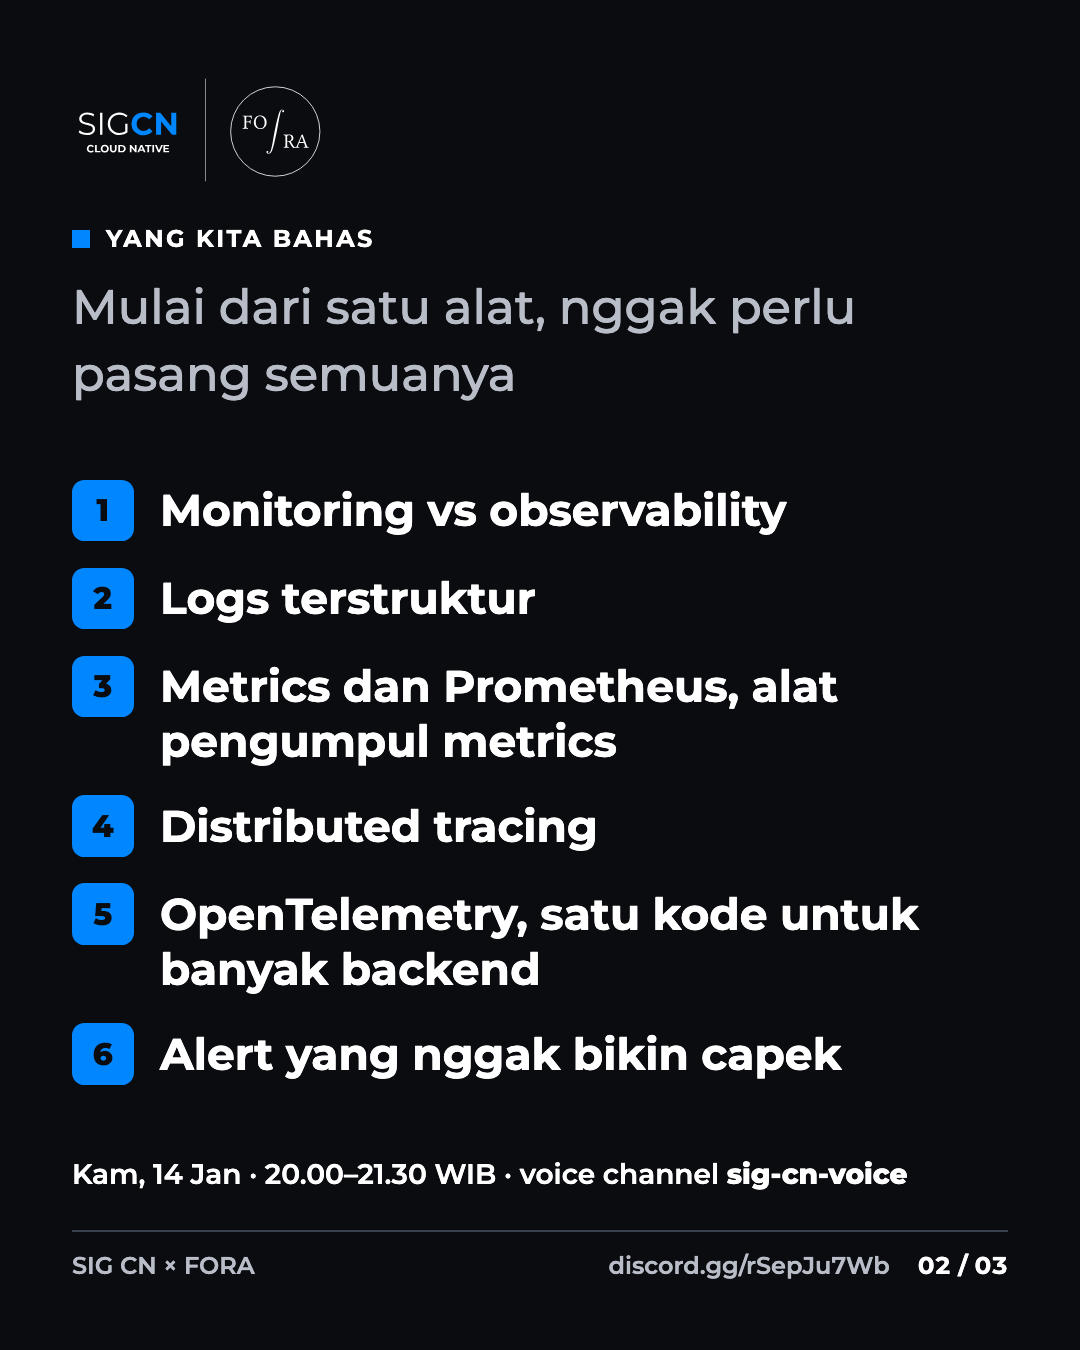 SIGCN
CLOUD NATIVE
FO
RA
YANG KITA BAHAS
Mulai dari satu alat, nggak perlu
pasang semuanya
1 Monitoring vs observability
2 Logs terstruktur
3 Metrics dan Prometheus, alat
pengumpul metrics
4 Distributed tracing
5 OpenTelemetry, satu kode untuk
banyak backend
6 Alert yang nggak bikin capek
Kam, 14 Jan · 20.00–21.30 WIB · voice channel sig-cn-voice
SIG CN × FORA discord.gg/rSepJu7Wb 02 / 03